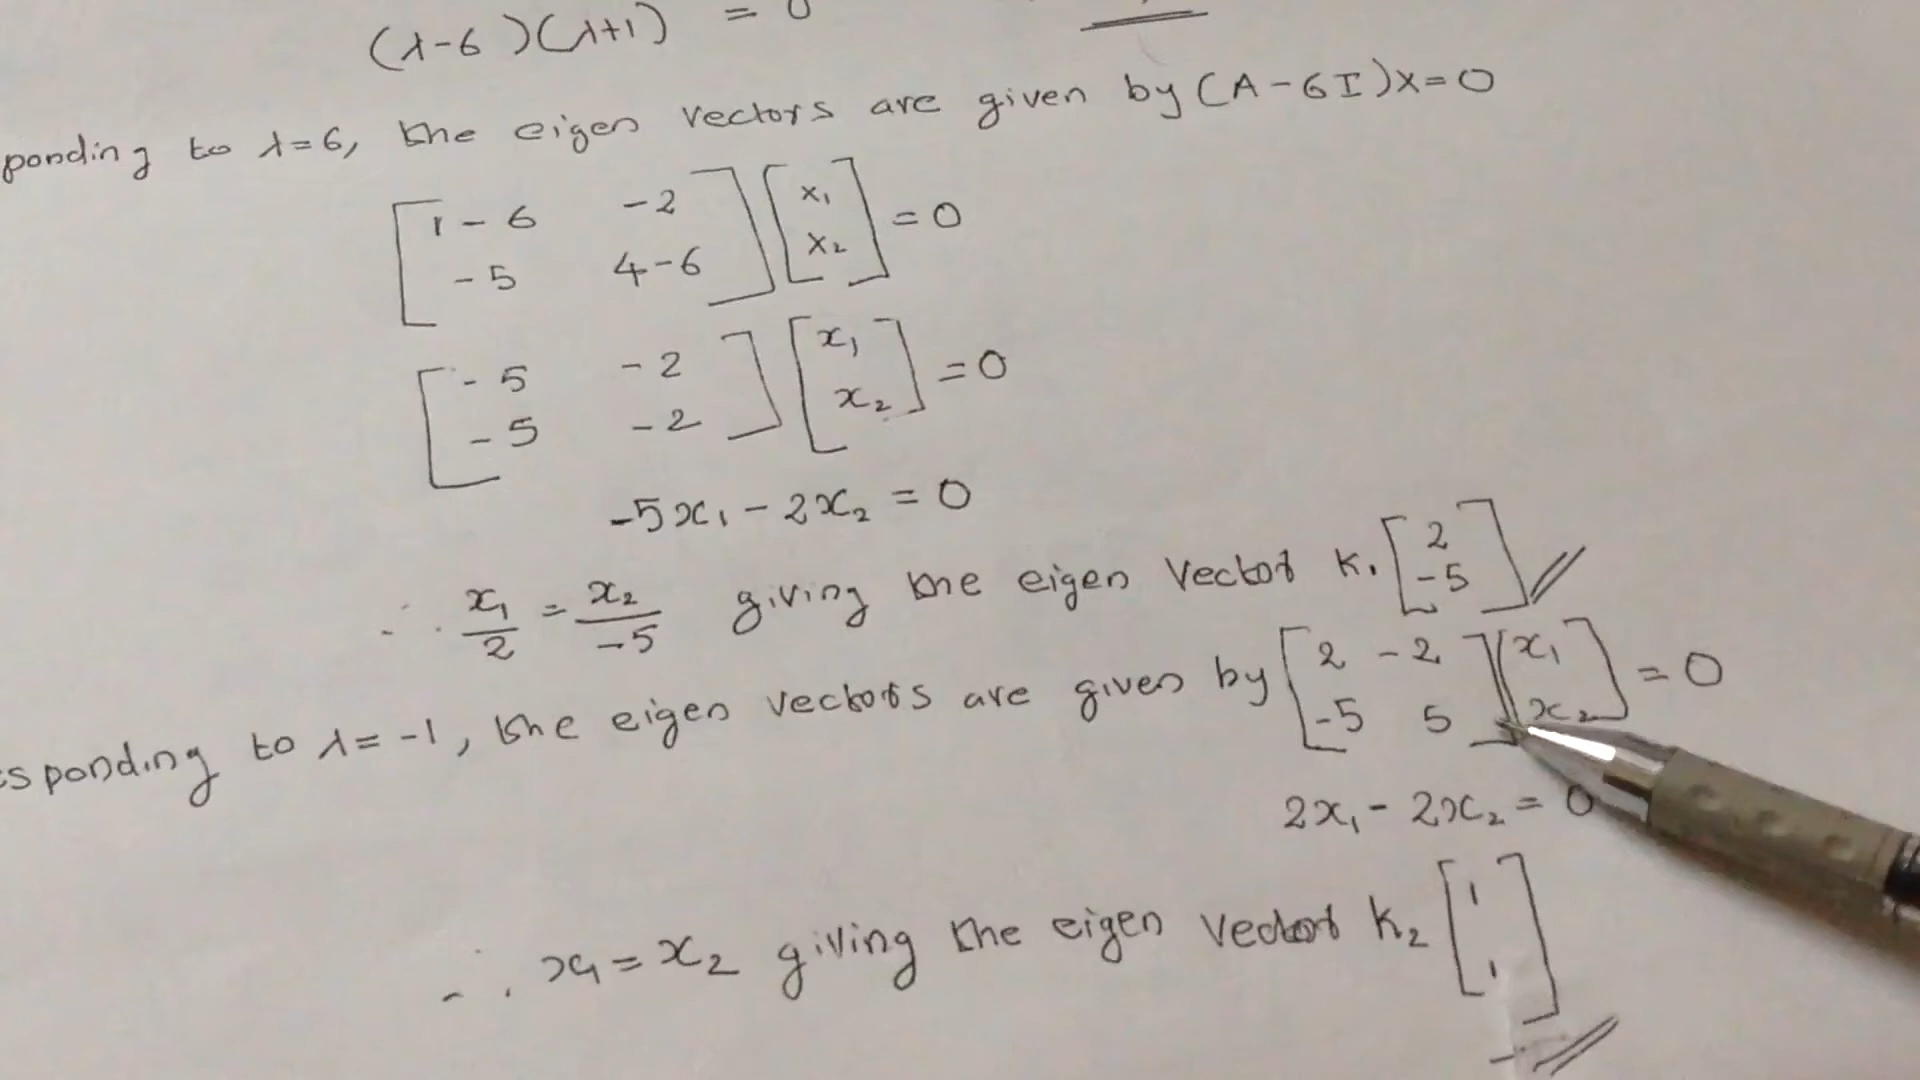 (λ-6)(λ+1) = 0
ponding to λ=6, the eigen vectors are given by (A-6I)X=0
[1-6 -2] [x₁]
[-5 4-6] [x₂] =0
[-5 -2] [x₁]
[-5 -2] [x₂] =0
-5x₁ - 2x₂ = 0
∴ x₁/2 = x₂/-5 giving the eigen vector k₁ [2 -5]
sponding to λ= -1, the eigen vectors are given by [2 -2] [x₁]
[-5 5] [x₂] =0
2x₁ - 2x₂ = 0
∴ x₁ = x₂ giving the eigen vector k₂ [1 1]